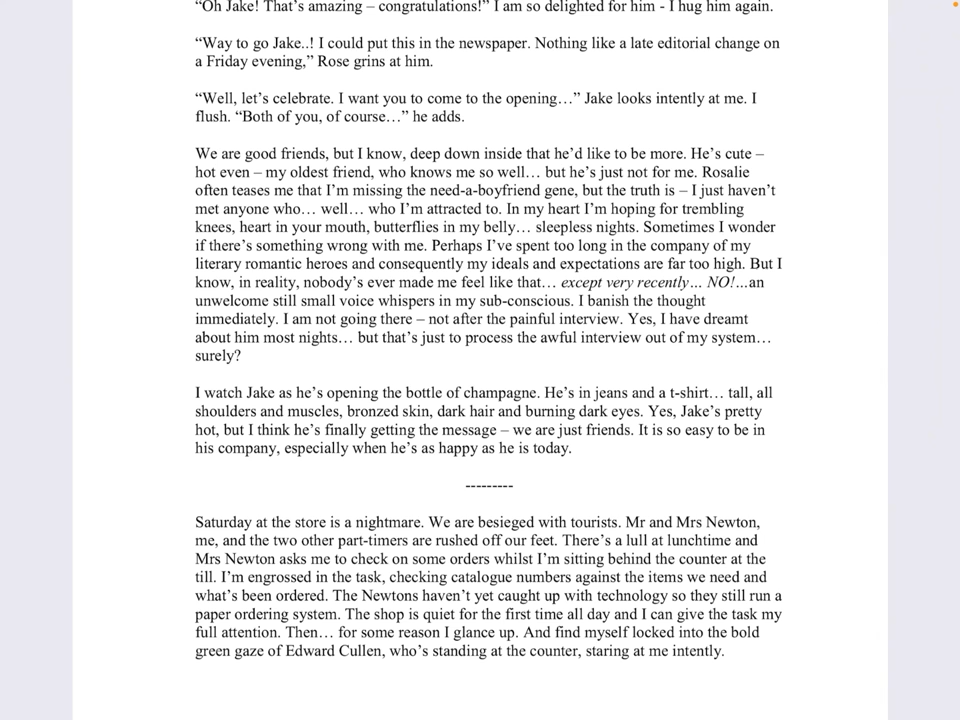 “Oh Jake! That’s amazing – congratulations!” I am so delighted for him - I hug him again.
“Way to go Jake..! I could put this in the newspaper. Nothing like a late editorial change on
a Friday evening,” Rose grins at him.
“Well, let’s celebrate. I want you to come to the opening…” Jake looks intently at me. I
flush. “Both of you, of course…” he adds.
We are good friends, but I know, deep down inside that he’d like to be more. He’s cute –
hot even – my oldest friend, who knows me so well… but he’s just not for me. Rosalie
often teases me that I’m missing the need-a-boyfriend gene, but the truth is – I just haven’t
met anyone who… well… who I’m attracted to. In my heart I’m hoping for trembling
knees, heart in your mouth, butterflies in my belly… sleepless nights. Sometimes I wonder
if there’s something wrong with me. Perhaps I’ve spent too long in the company of my
literary romantic heroes and consequently my ideals and expectations are far too high. But I
know, in reality, nobody’s ever made me feel like that… except very recently… NO!…an
unwelcome still small voice whispers in my sub-conscious. I banish the thought
immediately. I am not going there – not after the painful interview. Yes, I have dreamt
about him most nights… but that’s just to process the awful interview out of my system…
surely?
I watch Jake as he’s opening the bottle of champagne. He’s in jeans and a t-shirt… tall, all
shoulders and muscles, bronzed skin, dark hair and burning dark eyes. Yes, Jake’s pretty
hot, but I think he’s finally getting the message – we are just friends. It is so easy to be in
his company, especially when he’s as happy as he is today.
---------
Saturday at the store is a nightmare. We are besieged with tourists. Mr and Mrs Newton,
me, and the two other part-timers are rushed off our feet. There’s a lull at lunchtime and
Mrs Newton asks me to check on some orders whilst I’m sitting behind the counter at the
till. I’m engrossed in the task, checking catalogue numbers against the items we need and
what’s been ordered. The Newtons haven’t yet caught up with technology so they still run a
paper ordering system. The shop is quiet for the first time all day and I can give the task my
full attention. Then… for some reason I glance up. And find myself locked into the bold
green gaze of Edward Cullen, who’s standing at the counter, staring at me intently.